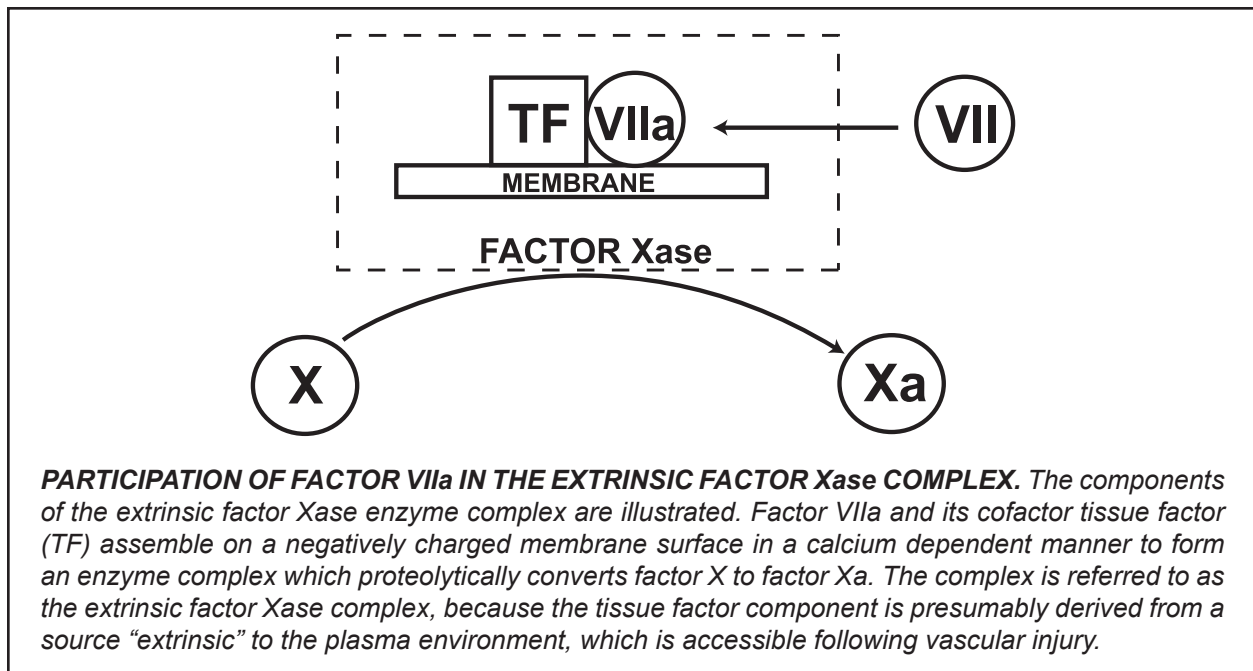 TF VIIa VII
MEMBRANE
FACTOR Xase
X Xa
PARTICIPATION OF FACTOR VIIa IN THE EXTRINSIC FACTOR Xase COMPLEX. The components
of the extrinsic factor Xase enzyme complex are illustrated. Factor VIIa and its cofactor tissue factor
(TF) assemble on a negatively charged membrane surface in a calcium dependent manner to form
an enzyme complex which proteolytically converts factor X to factor Xa. The complex is referred to as
the extrinsic factor Xase complex, because the tissue factor component is presumably derived from a
source “extrinsic” to the plasma environment, which is accessible following vascular injury.